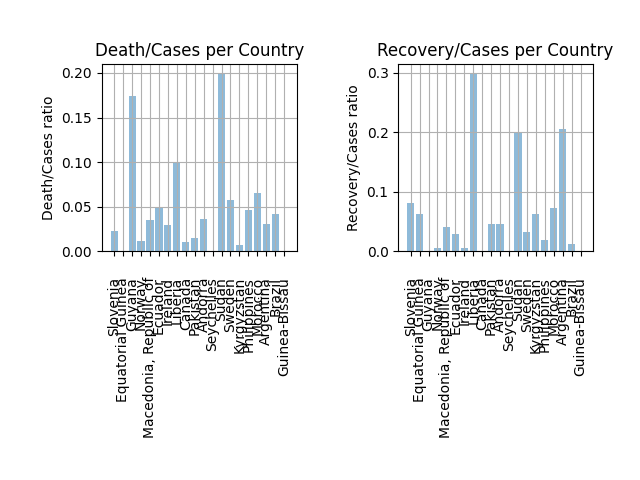 Death/Cases per Country
Death/Cases ratio
0.20
0.15
0.10
0.05
0.00
Slovenia
Equatorial Guinea
Guyana
Norway
Macedonia, Republic of
Ecuador
Ireland
Liberia
Canada
Pakistan
Andorra
Seychelles
Sudan
Sweden
Kyrgyzstan
Philippines
Morocco
Argentina
Brazil
Guinea-Bissau
Recovery/Cases per Country
Recovery/Cases ratio
0.3
0.2
0.1
0.0
Slovenia
Equatorial Guinea
Guyana
Norway
Macedonia, Republic of
Ecuador
Ireland
Liberia
Canada
Pakistan
Andorra
Seychelles
Sudan
Sweden
Kyrgyzstan
Philippines
Morocco
Argentina
Brazil
Guinea-Bissau